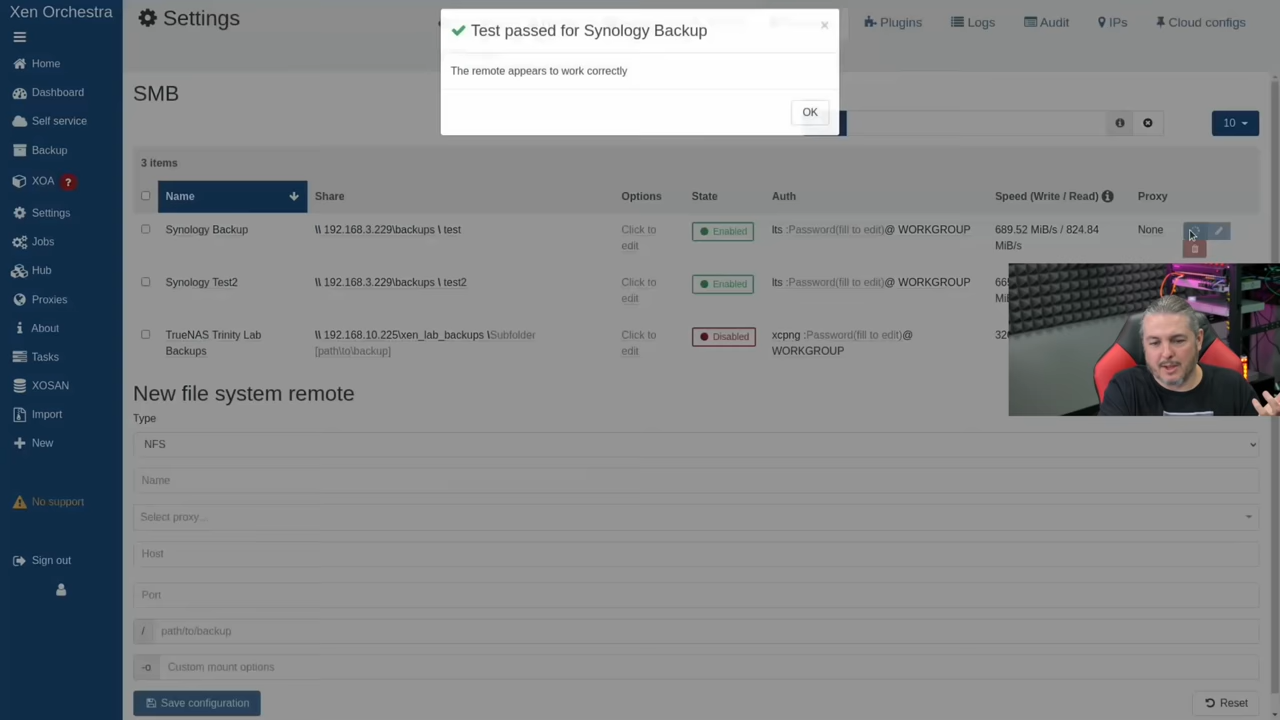 Xen Orchestra
Home
Dashboard
Self service
Backup
XOA ?
Settings
Jobs
Hub
Proxies
About
Tasks
XOSAN
Import
New
No support
Sign out
Settings
Plugins
Logs
Audit
IPs
Cloud configs
Test passed for Synology Backup
×
The remote appears to work correctly
OK
SMB
10
3 items
Name Share Options State Auth Speed (Write / Read) Proxy
Synology Backup
\\ 192.168.3.229\backups \ test
Click to
edit
Enabled
lts :Password(fill to edit)@ WORKGROUP
689.52 MiB/s / 824.84
MiB/s
None
Synology Test2
\\ 192.168.3.229\backups \ test2
Click to
edit
Enabled
lts :Password(fill to edit)@ WORKGROUP
TrueNAS Trinity Lab
Backups
\\ 192.168.10.225\xen_lab_backups \Subfolder
[path\to\backup]
Click to
edit
Disabled
xcpng :Password(fill to edit)@
WORKGROUP
New file system remote
Type
NFS
Name
Select proxy...
Host
Port
/ path/to/backup
-o Custom mount options
Save configuration
Reset